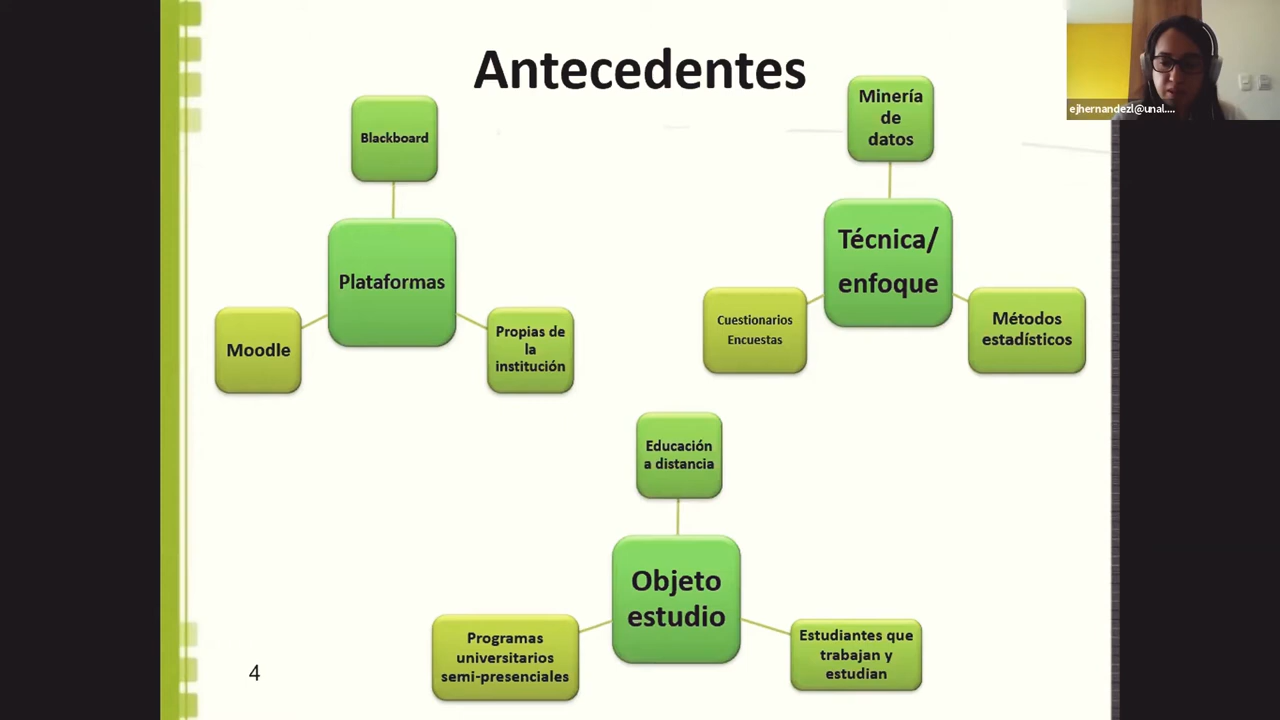 Antecedentes
Blackboard
Plataformas
Moodle
Propias de
la
institución
Minería
de
datos
Técnica/
enfoque
Cuestionarios
Encuestas
Métodos
estadísticos
Educación
a distancia
Objeto
estudio
Programas
universitarios
semi-presenciales
Estudiantes que
trabajan y
estudian
4
ejhernandezl@unal....